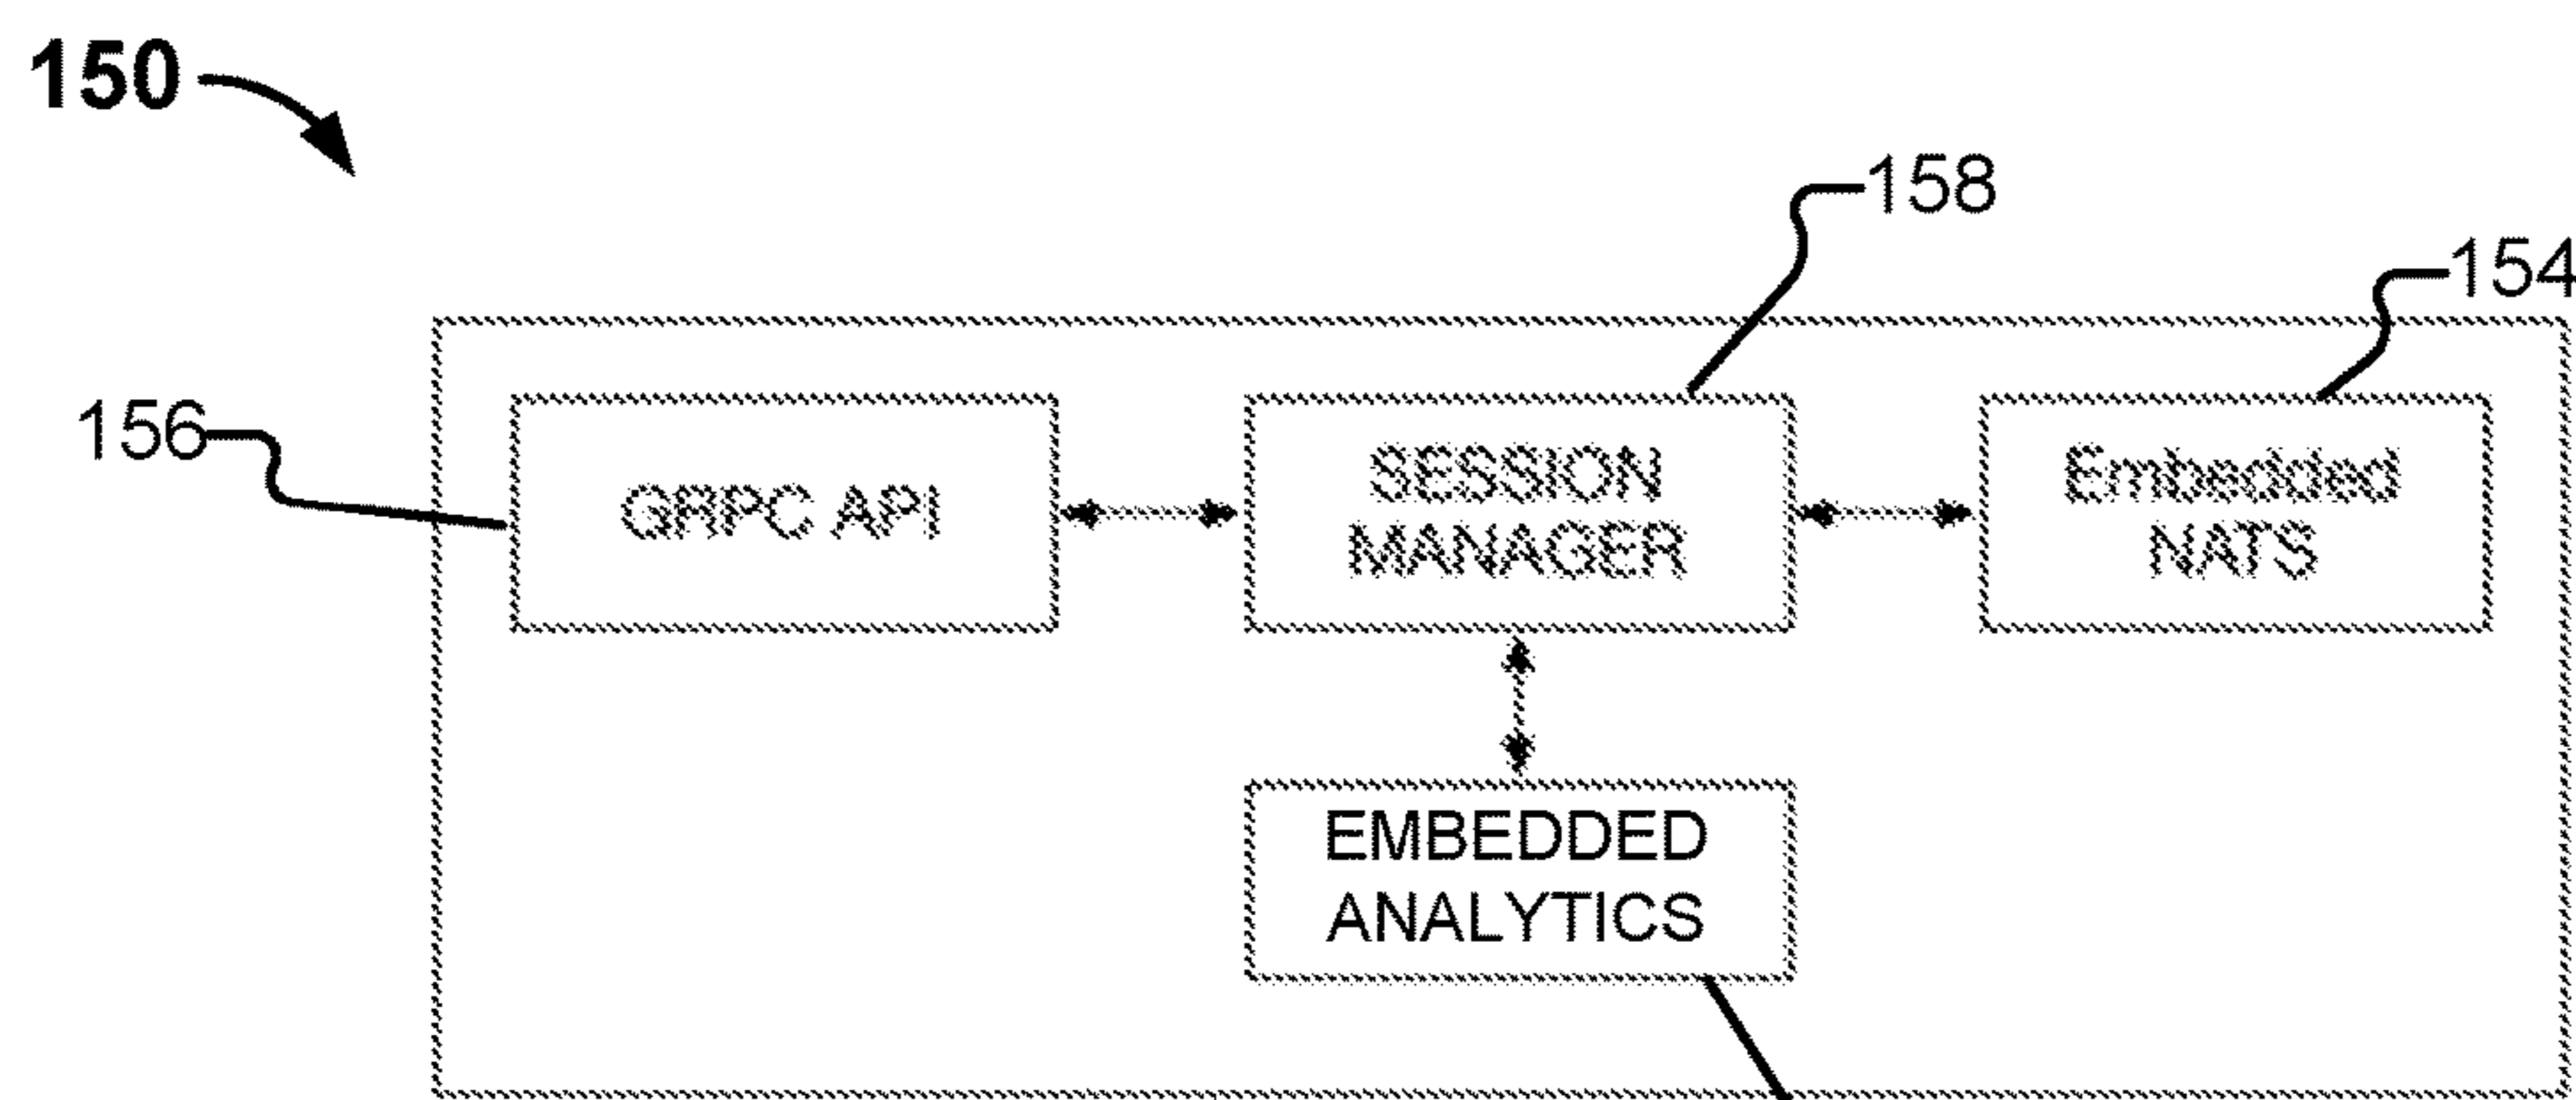 150
158
154
156
GRPC API
SESSION
MANAGER
Embedded
NATS
EMBEDDED
ANALYTICS